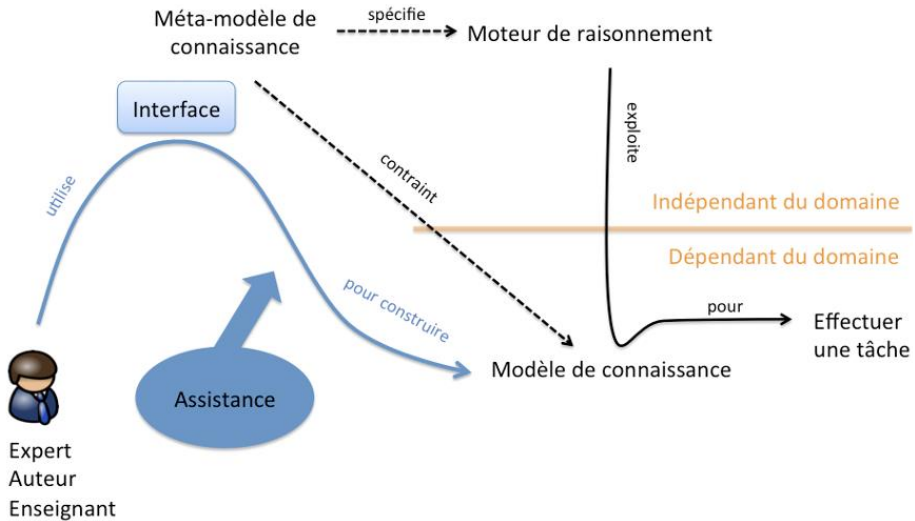 Méta-modèle de
connaissance
spécifie
Moteur de raisonnement
Interface
utilise
contraint
exploite
Indépendant du domaine
Dépendant du domaine
pour construire
pour
Effectuer
une tâche
Modèle de connaissance
Assistance
Expert
Auteur
Enseignant